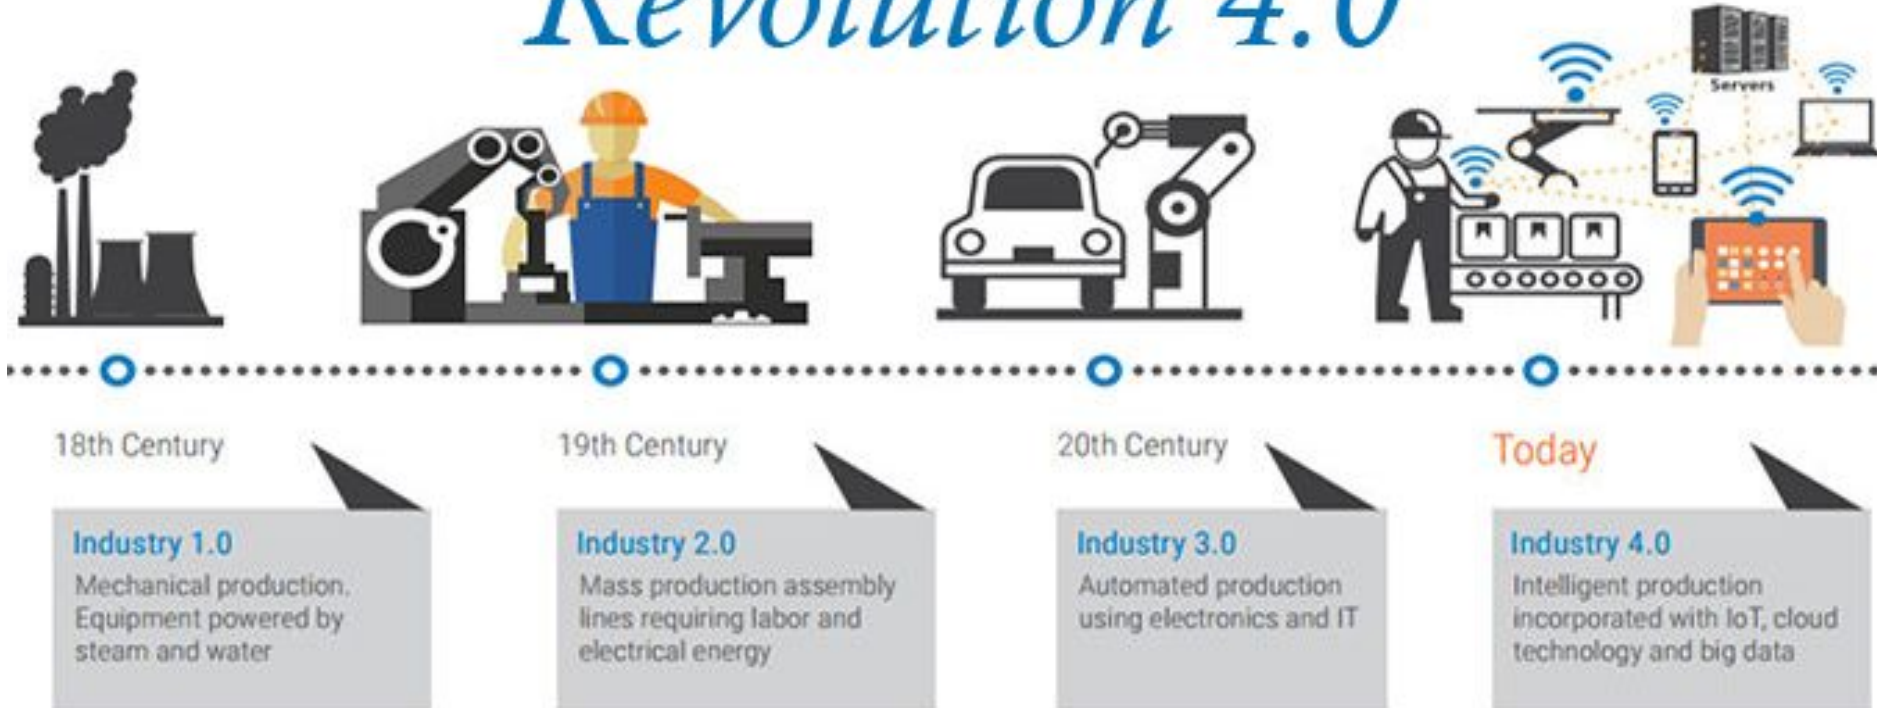 Revolution 4.0
Servers
18th Century
Industry 1.0
Mechanical production.
Equipment powered by
steam and water
19th Century
Industry 2.0
Mass production assembly
lines requiring labor and
electrical energy
20th Century
Industry 3.0
Automated production
using electronics and IT
Today
Industry 4.0
Intelligent production
incorporated with IoT, cloud
technology and big data